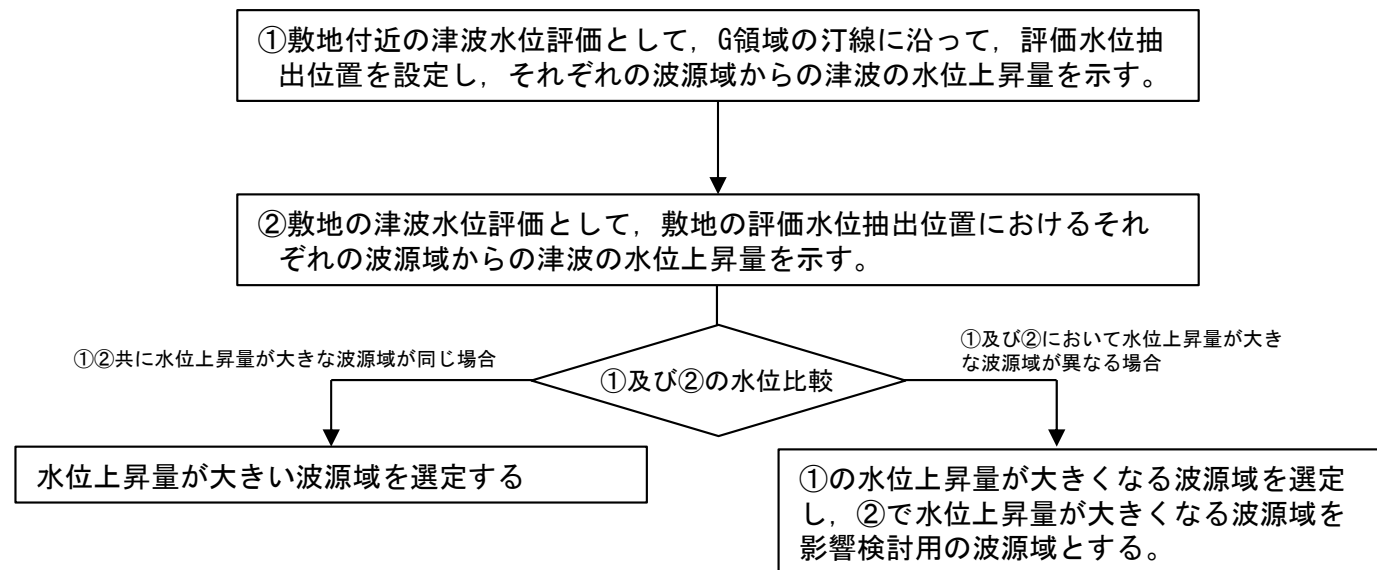 ①敷地付近の津波水位評価として，G領域の汀線に沿って，評価水位抽
出位置を設定し，それぞれの波源域からの津波の水位上昇量を示す。
②敷地の津波水位評価として，敷地の評価水位抽出位置におけるそれ
ぞれの波源域からの津波の水位上昇量を示す。
①②共に水位上昇量が大きな波源域が同じ場合
①及び②において水位上昇量が大き
な波源域が異なる場合
①及び②の水位比較
水位上昇量が大きい波源域を選定する
①の水位上昇量が大きくなる波源域を選定
し，②で水位上昇量が大きくなる波源域を
影響検討用の波源域とする。